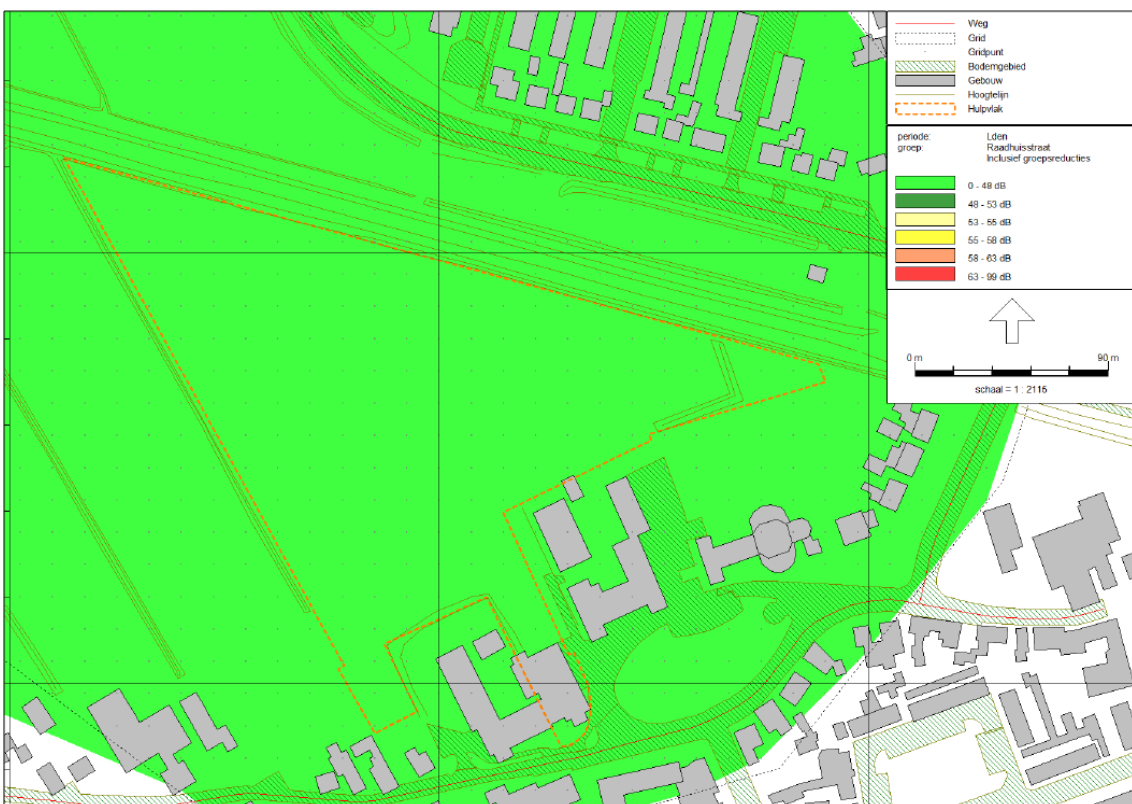 Weg
Grid
Gridpunt
Bodemgebied
Gebouw
Hoogtelijn
Hulpvlak
periode: Lden
groep: Raadhuisstraat
Inclusief groepsreducties
0 - 48 dB
48 - 53 dB
53 - 55 dB
55 - 58 dB
58 - 63 dB
63 - 99 dB
0 m 90 m
schaal = 1 : 2115